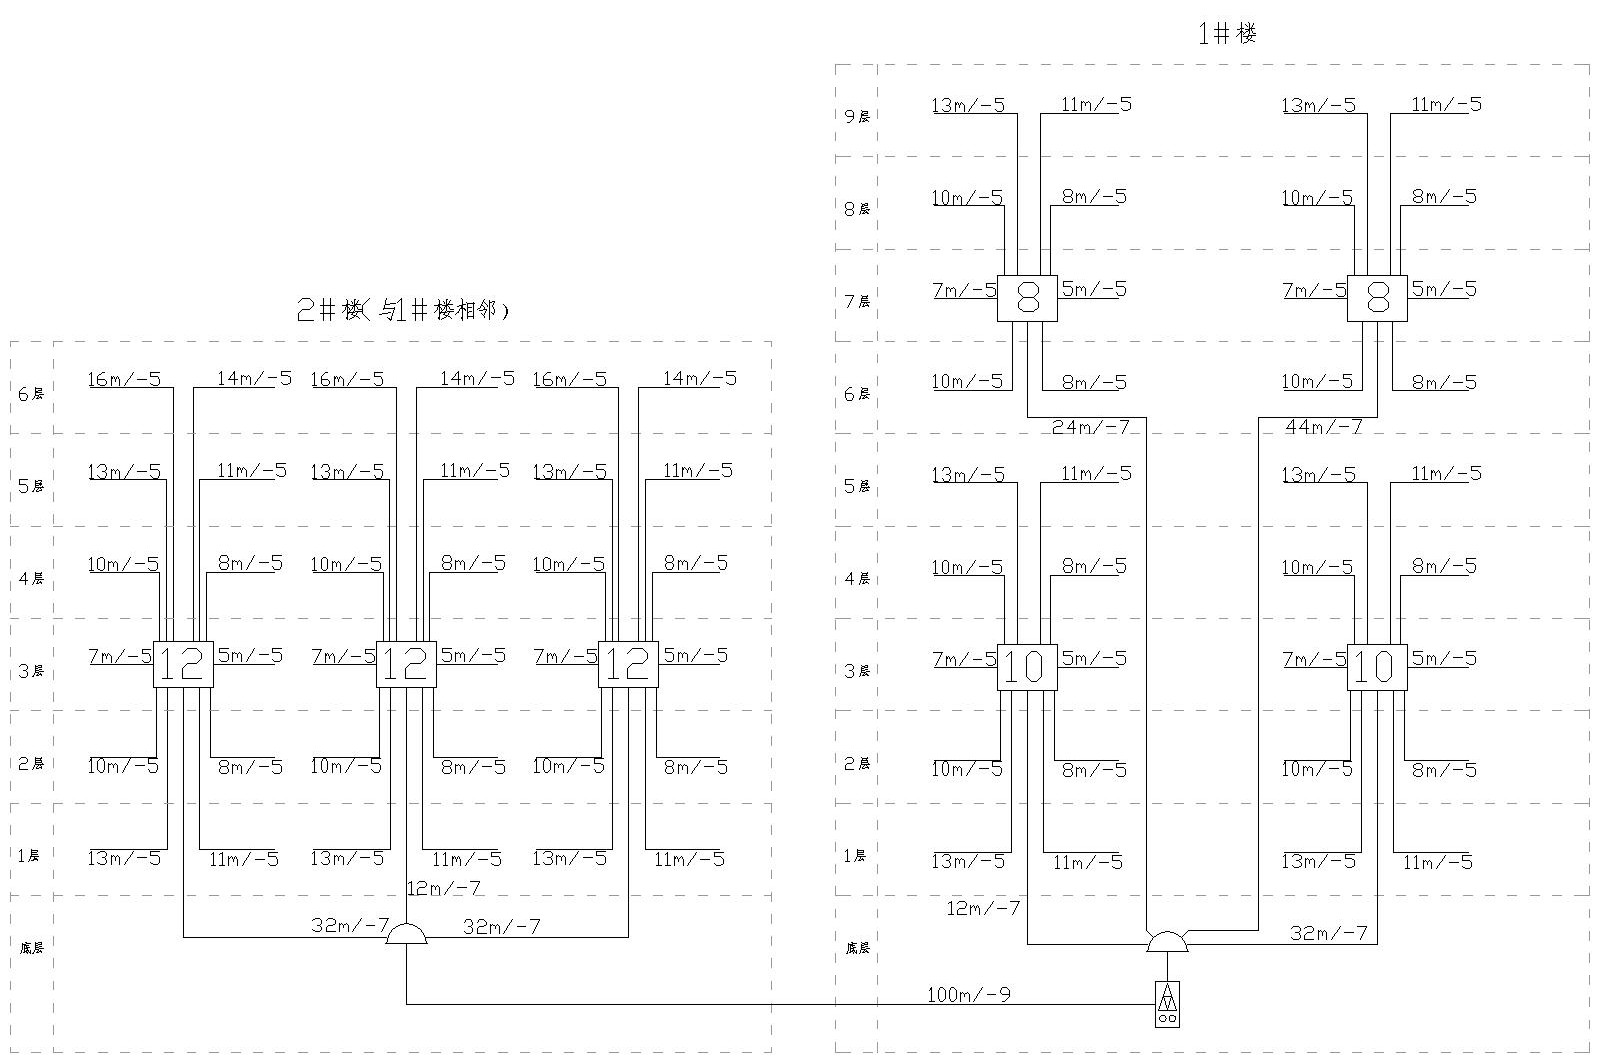 1#楼
9层 13m/-5 11m/-5 13m/-5 11m/-5
8层 10m/-5 8m/-5 10m/-5 8m/-5
7层 7m/-5 8 5m/-5 7m/-5 8 5m/-5
2#楼(与1#楼相邻)
6层 16m/-5 14m/-5 16m/-5 14m/-5 16m/-5 14m/-5
6层 10m/-5 8m/-5 10m/-5 8m/-5
24m/-7 44m/-7
5层 13m/-5 11m/-5 13m/-5 11m/-5 13m/-5 11m/-5
5层 13m/-5 11m/-5 13m/-5 11m/-5
4层 10m/-5 8m/-5 10m/-5 8m/-5 10m/-5 8m/-5
4层 10m/-5 8m/-5 10m/-5 8m/-5
3层 7m/-5 12 5m/-5 7m/-5 12 5m/-5 7m/-5 12 5m/-5
3层 7m/-5 10 5m/-5 7m/-5 10 5m/-5
2层 10m/-5 8m/-5 10m/-5 8m/-5 10m/-5 8m/-5
2层 10m/-5 8m/-5 10m/-5 8m/-5
1层 13m/-5 11m/-5 13m/-5 11m/-5 13m/-5 11m/-5
1层 13m/-5 11m/-5 13m/-5 11m/-5
12m/-7
12m/-7
底层 32m/-7 32m/-7
底层 32m/-7
100m/-9